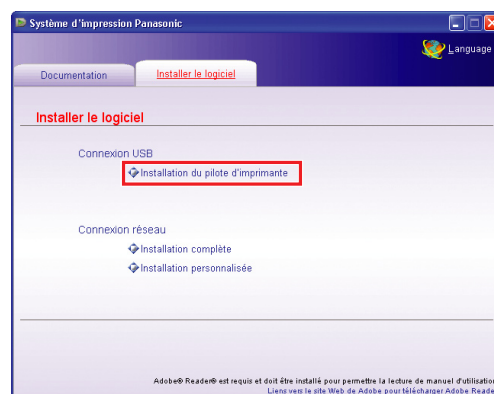 Système d'impression Panasonic
Language
Documentation
Installer le logiciel
Installer le logiciel
Connexion USB
Installation du pilote d'imprimante
Connexion réseau
Installation complète
Installation personnalisée
Adobe® Reader® est requis et doit être installé pour permettre la lecture de manuel d'utilisation
Liens vers le site Web de Adobe pour télécharger Adobe Reade